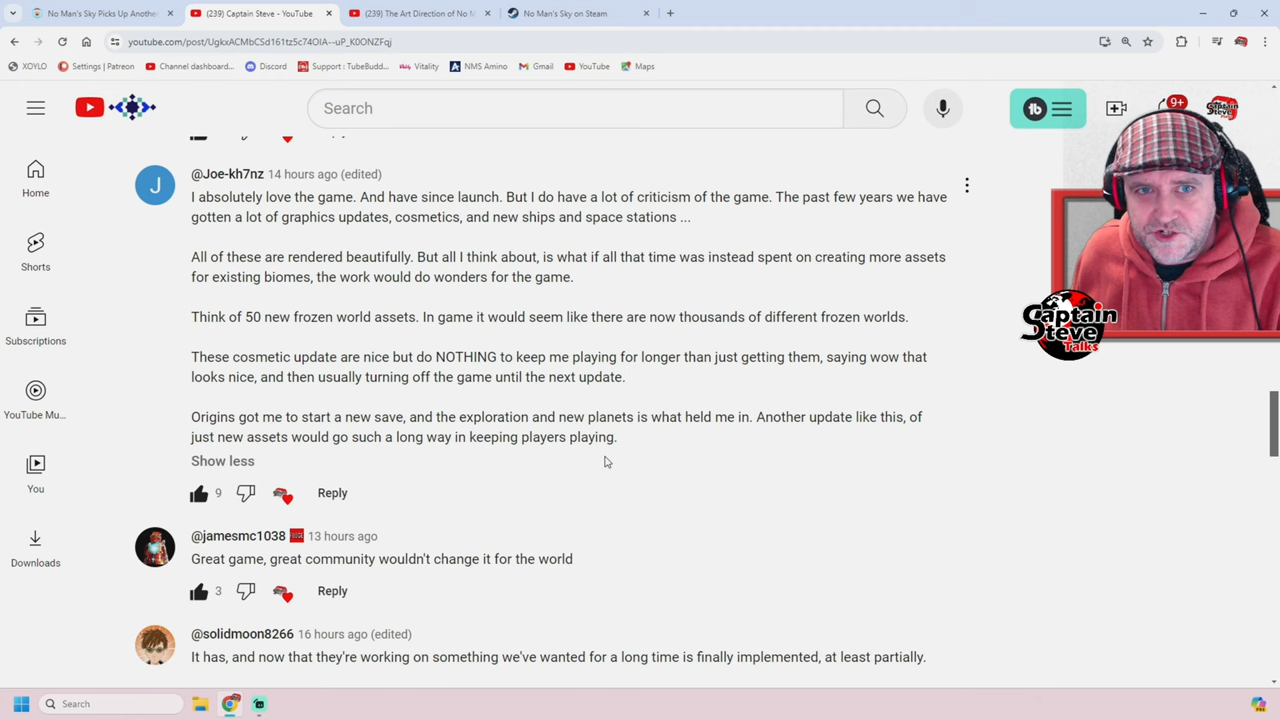 No Man's Sky Picks Up Anothe
(239) Captain Steve - YouTube
(239) The Art Direction of No M
No Man's Sky on Steam
youtube.com/post/UgkxACMbCSd161tz5c74OIA--uP_K0ONZFqj
XOYLO
Settings | Patreon
Channel dashboard...
Discord
Support : TubeBudd...
Vitality
NMS Amino
Gmail
YouTube
Maps
Search
tb
9+
Home
Shorts
Subscriptions
YouTube Mu...
You
Downloads
J
@Joe-kh7nz 14 hours ago (edited)
I absolutely love the game. And have since launch. But I do have a lot of criticism of the game. The past few years we have
gotten a lot of graphics updates, cosmetics, and new ships and space stations ...
All of these are rendered beautifully. But all I think about, is what if all that time was instead spent on creating more assets
for existing biomes, the work would do wonders for the game.
Think of 50 new frozen world assets. In game it would seem like there are now thousands of different frozen worlds.
These cosmetic update are nice but do NOTHING to keep me playing for longer than just getting them, saying wow that
looks nice, and then usually turning off the game until the next update.
Origins got me to start a new save, and the exploration and new planets is what held me in. Another update like this, of
just new assets would go such a long way in keeping players playing.
Show less
9
Reply
@jamesmc1038 13 hours ago
Great game, great community wouldn't change it for the world
3
Reply
@solidmoon8266 16 hours ago (edited)
It has, and now that they're working on something we've wanted for a long time is finally implemented, at least partially.
Captain
Steve
Talks
Search